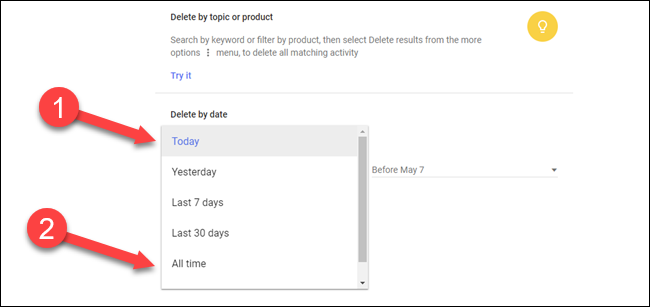 Delete by topic or product
Search by keyword or filter by product, then select Delete results from the more
options ⋮ menu, to delete all matching activity
Try it
Delete by date
1
Today
Yesterday
Before May 7
Last 7 days
2
Last 30 days
All time